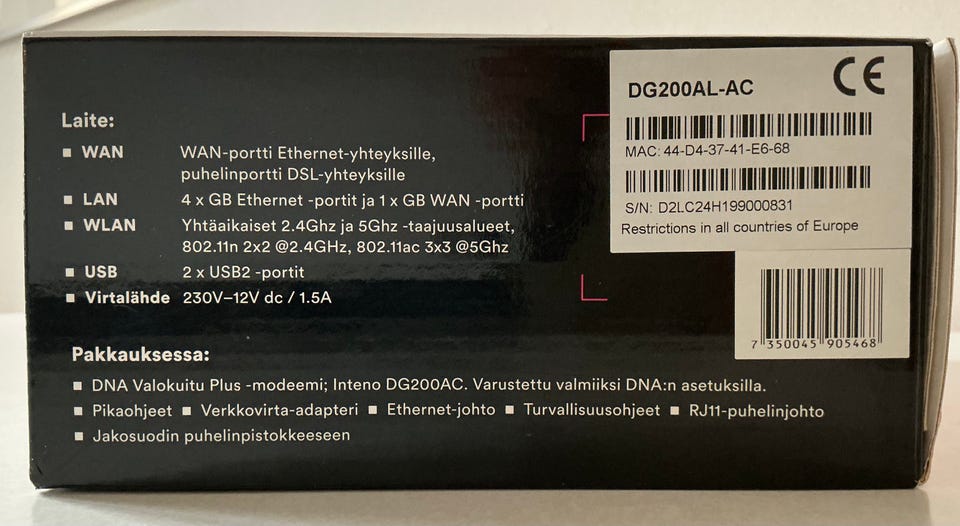 Laite:
■ WAN WAN-portti Ethernet-yhteyksille,
puhelinportti DSL-yhteyksille
■ LAN 4 x GB Ethernet -portit ja 1 x GB WAN -portti
■ WLAN Yhtäaikaiset 2.4Ghz ja 5Ghz -taajuusalueet,
802.11n 2x2 @2.4GHz, 802.11ac 3x3 @5Ghz
■ USB 2 x USB2 -portit
■ Virtalähde 230V–12V dc / 1.5A
Pakkauksessa:
■ DNA Valokuitu Plus -modeemi; Inteno DG200AC. Varustettu valmiiksi DNA:n asetuksilla.
■ Pikaohjeet ■ Verkkovirta-adapteri ■ Ethernet-johto ■ Turvallisuusohjeet ■ RJ11-puhelinjohto
■ Jakosuodin puhelinpistokkeeseen
DG200AL-AC CE
MAC: 44-D4-37-41-E6-68
S/N: D2LC24H199000831
Restrictions in all countries of Europe
7 350045 905468